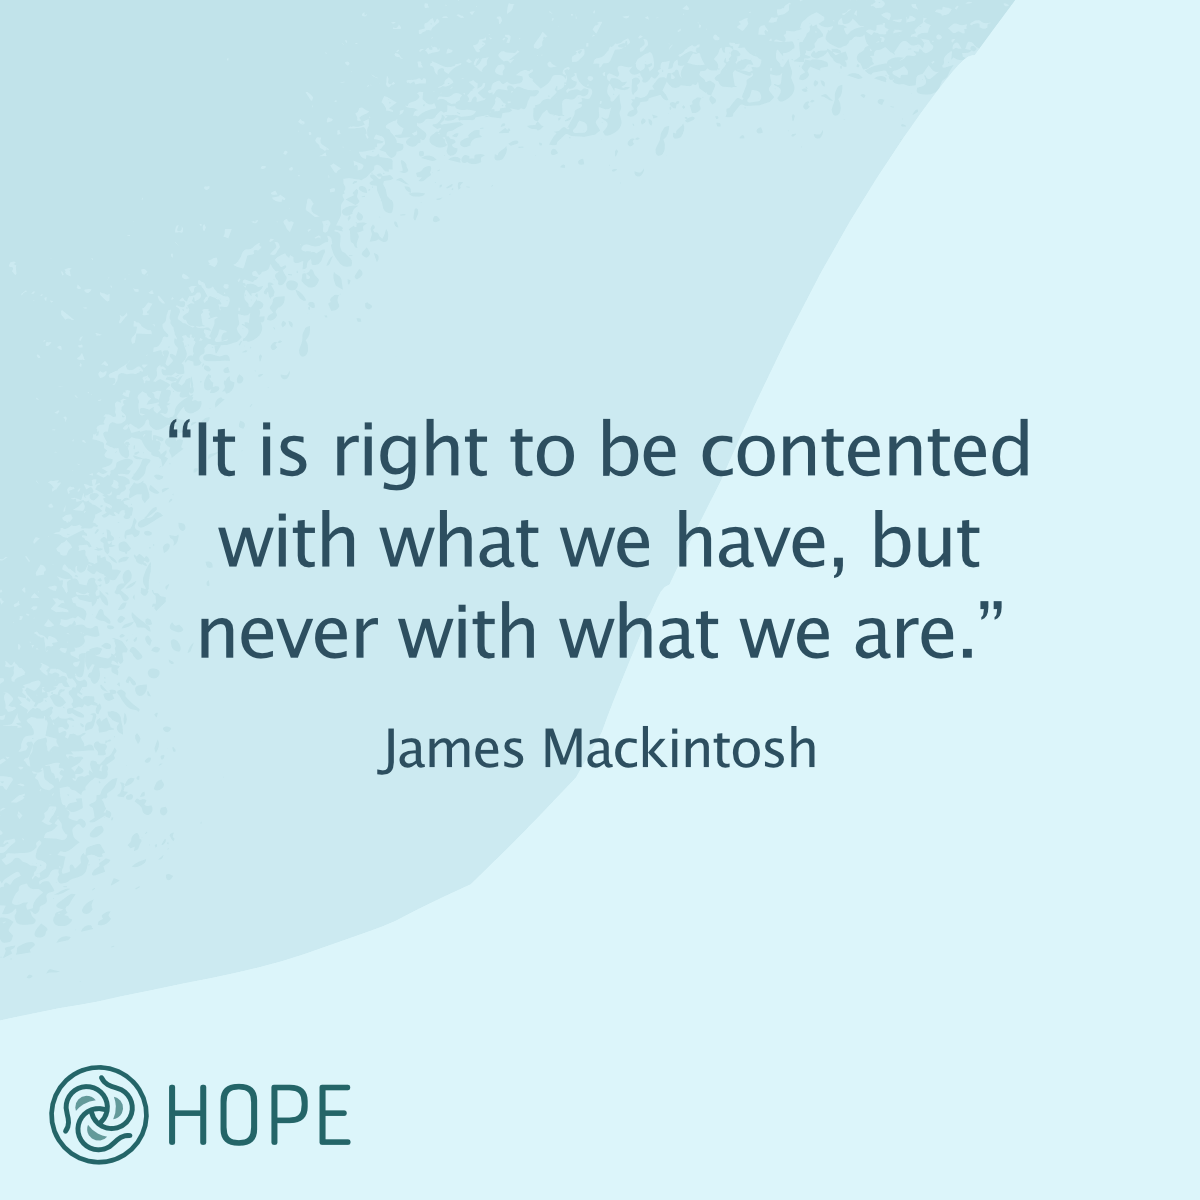 “It is right to be contented
with what we have, but
never with what we are.”
James Mackintosh
HOPE